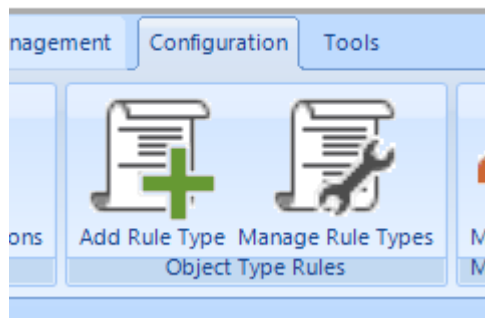 nagement Configuration Tools
ons Add Rule Type Manage Rule Types M
Object Type Rules M